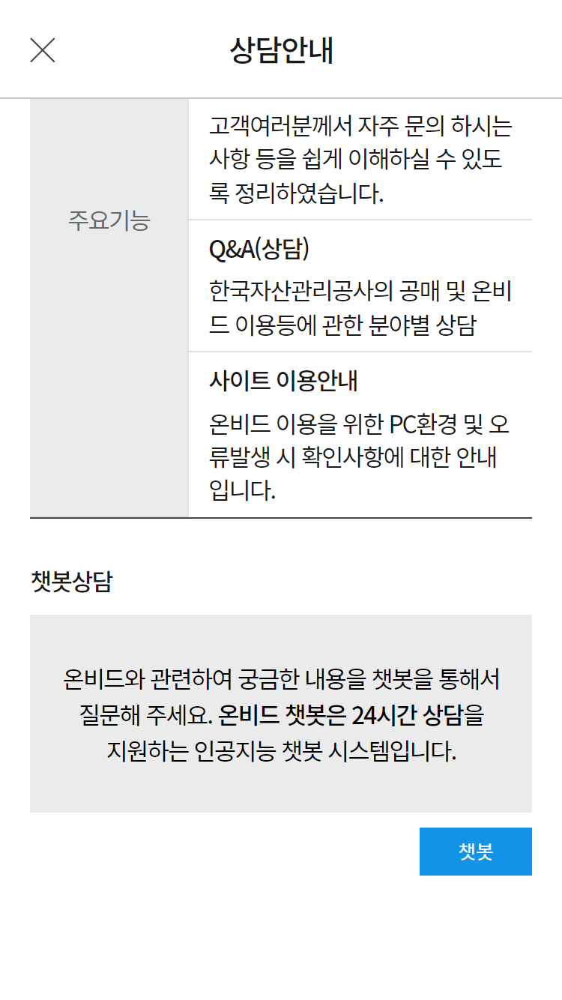 상담안내
주요기능
고객여러분께서 자주 문의 하시는
사항 등을 쉽게 이해하실 수 있도
록 정리하였습니다.
Q&A(상담)
한국자산관리공사의 공매 및 온비
드 이용등에 관한 분야별 상담
사이트 이용안내
온비드 이용을 위한 PC환경 및 오
류발생 시 확인사항에 대한 안내
입니다.
챗봇상담
온비드와 관련하여 궁금한 내용을 챗봇을 통해서
질문해 주세요. 온비드 챗봇은 24시간 상담을
지원하는 인공지능 챗봇 시스템입니다.
챗봇